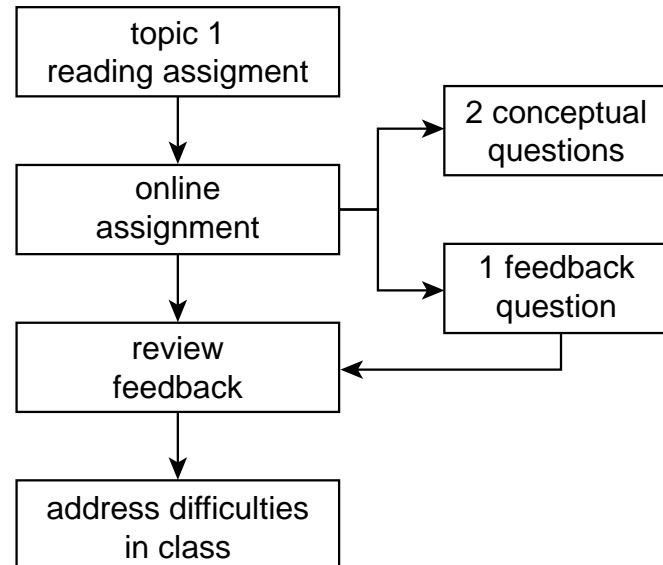 topic 1
reading assigment
online
assignment
2 conceptual
questions
1 feedback
question
review
feedback
address difficulties
in class